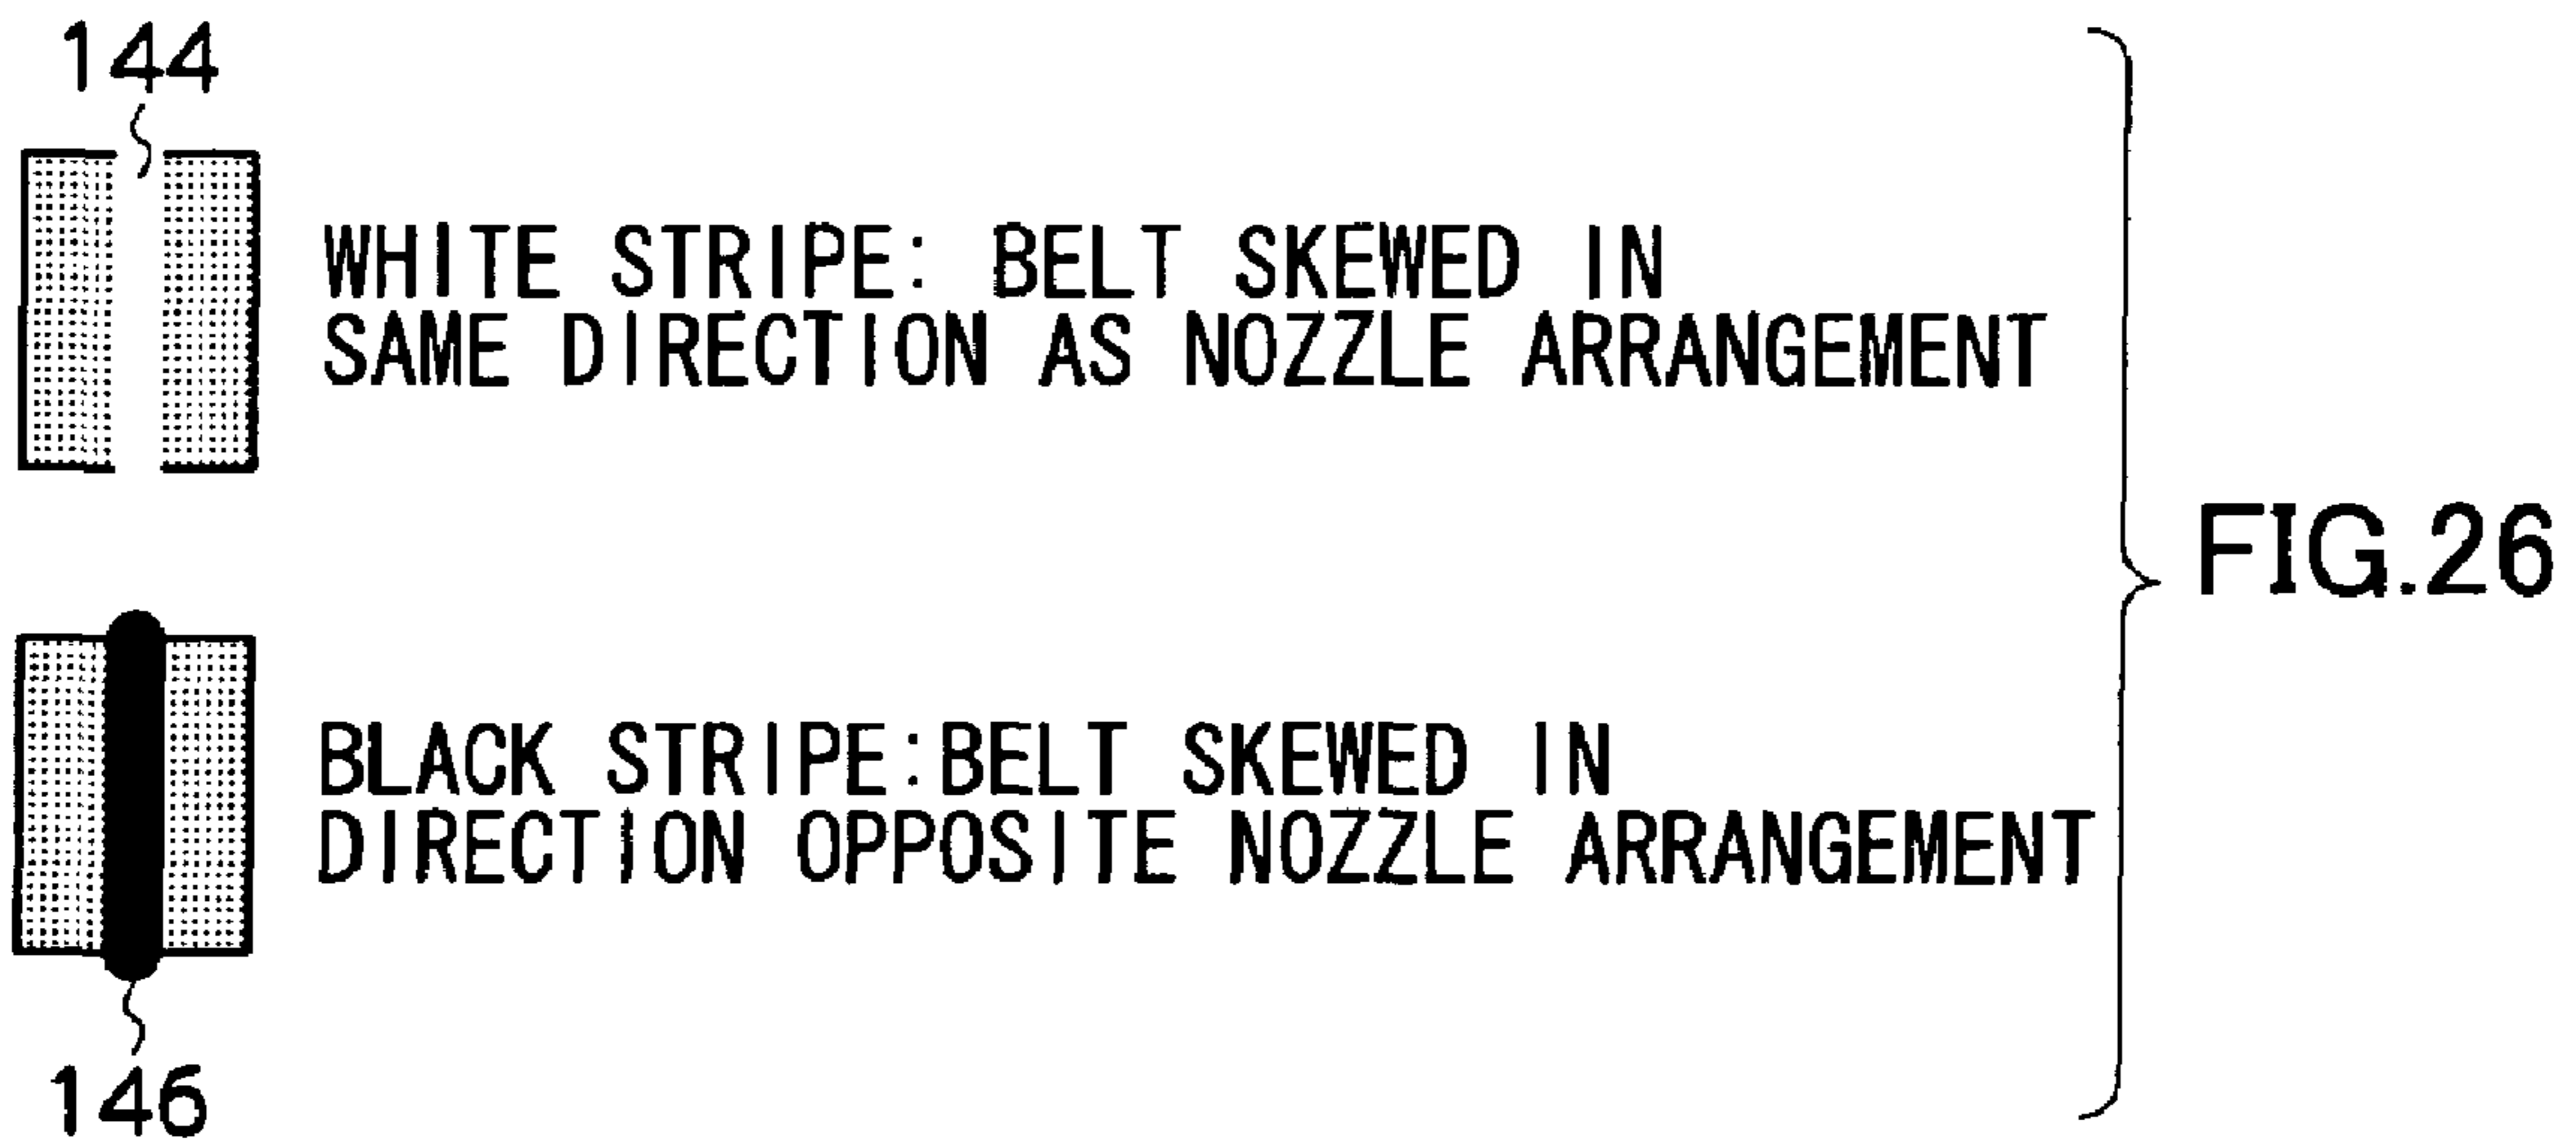 144
WHITE STRIPE: BELT SKEWED IN
SAME DIRECTION AS NOZZLE ARRANGEMENT
FIG.26
BLACK STRIPE:BELT SKEWED IN
DIRECTION OPPOSITE NOZZLE ARRANGEMENT
146